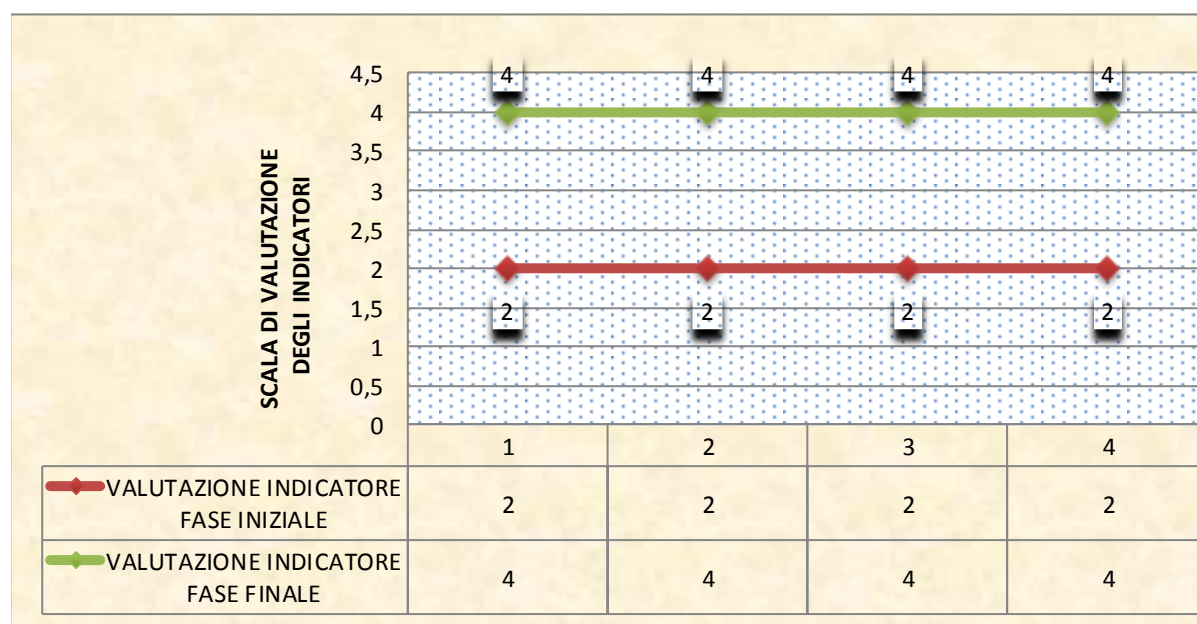 SCALA DI VALUTAZIONE
DEGLI INDICATORI
4,5
4
3,5
3
2,5
2
1,5
1
0,5
0
4 4 4 4
2 2 2 2
1 2 3 4
VALUTAZIONE INDICATORE
FASE INIZIALE
2 2 2 2
VALUTAZIONE INDICATORE
FASE FINALE
4 4 4 4